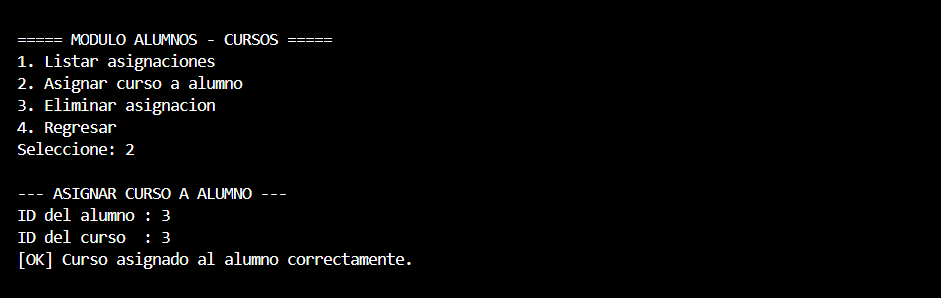 ===== MODULO ALUMNOS - CURSOS =====
1. Listar asignaciones
2. Asignar curso a alumno
3. Eliminar asignacion
4. Regresar
Seleccione: 2
--- ASIGNAR CURSO A ALUMNO ---
ID del alumno : 3
ID del curso  : 3
[OK] Curso asignado al alumno correctamente.